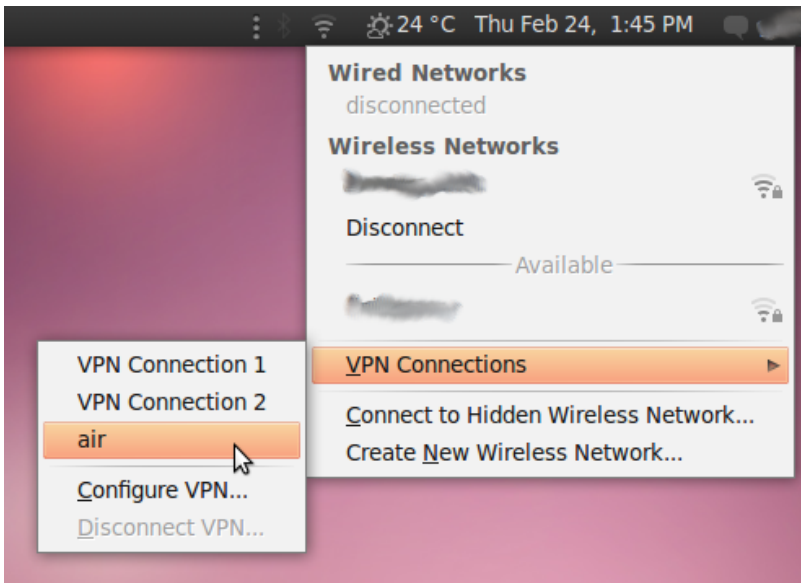 24 °C Thu Feb 24, 1:45 PM
Wired Networks
disconnected
Wireless Networks
Disconnect
Available
VPN Connections
Connect to Hidden Wireless Network...
Create New Wireless Network...
VPN Connection 1
VPN Connection 2
air
Configure VPN...
Disconnect VPN...